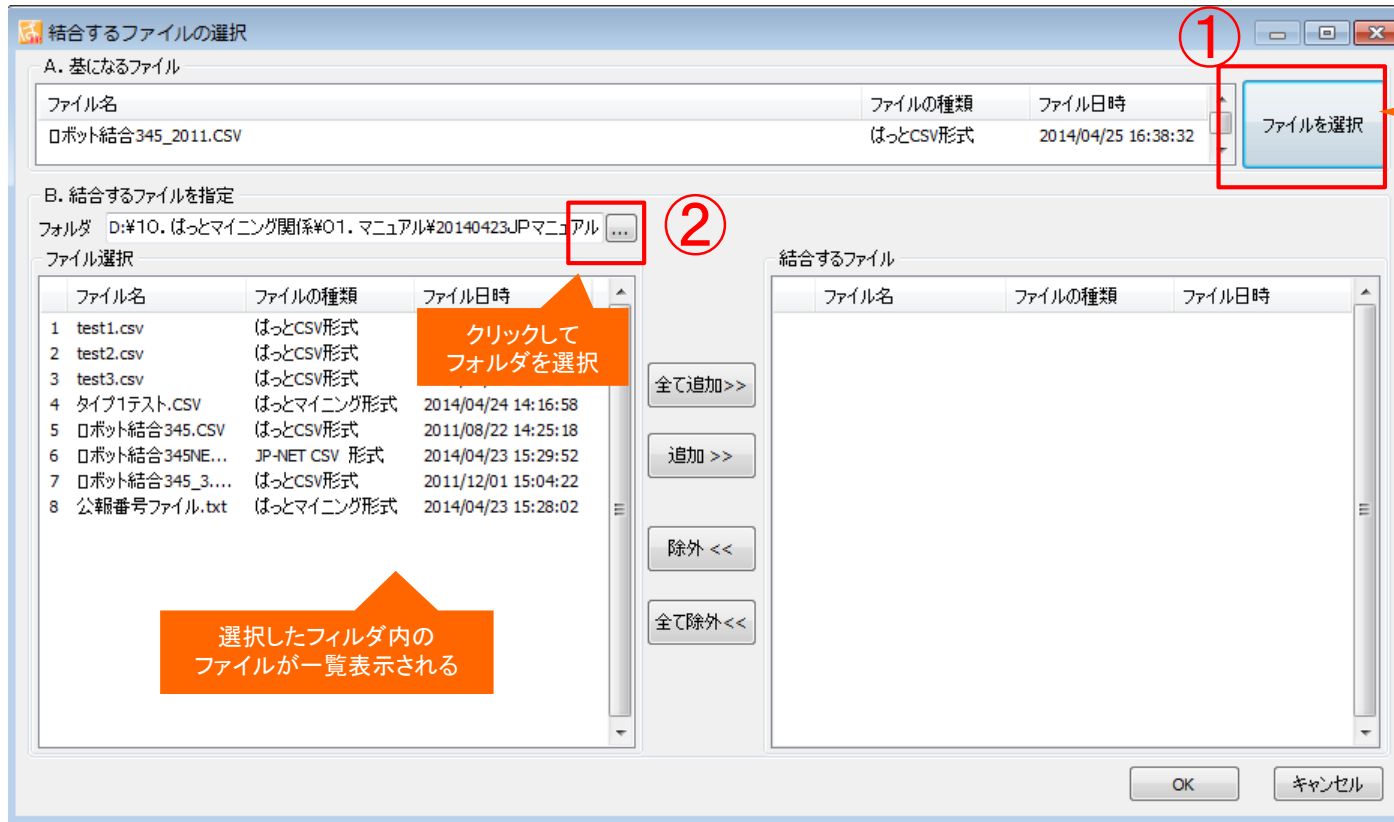 結合するファイルの選択
①
A. 基になるファイル
ファイル名 ファイルの種類 ファイル日時
ロボット結合345_2011.CSV ぱっとCSV形式 2014/04/25 16:38:32
ファイルを選択
B. 結合するファイルを指定
フォルダ D:¥10.ぱっとマイニング関係¥01.マニュアル¥20140423JPマニュアル ...
②
ファイル選択
ファイル名 ファイルの種類 ファイル日時
1 test1.csv ぱっとCSV形式
2 test2.csv ぱっとCSV形式
3 test3.csv ぱっとCSV形式
4 タイプ1テスト.CSV ぱっとマイニング形式 2014/04/24 14:16:58
5 ロボット結合345.CSV ぱっとCSV形式 2011/08/22 14:25:18
6 ロボット結合345NE... JP-NET CSV 形式 2014/04/23 15:29:52
7 ロボット結合345_3.... ぱっとCSV形式 2011/12/01 15:04:22
8 公報番号ファイル.txt ぱっとマイニング形式 2014/04/23 15:28:02
クリックして
フォルダを選択
選択したフィルダ内の
ファイルが一覧表示される
全て追加>>
追加 >>
除外 <<
全て除外<<
結合するファイル
ファイル名 ファイルの種類 ファイル日時
OK
キャンセル